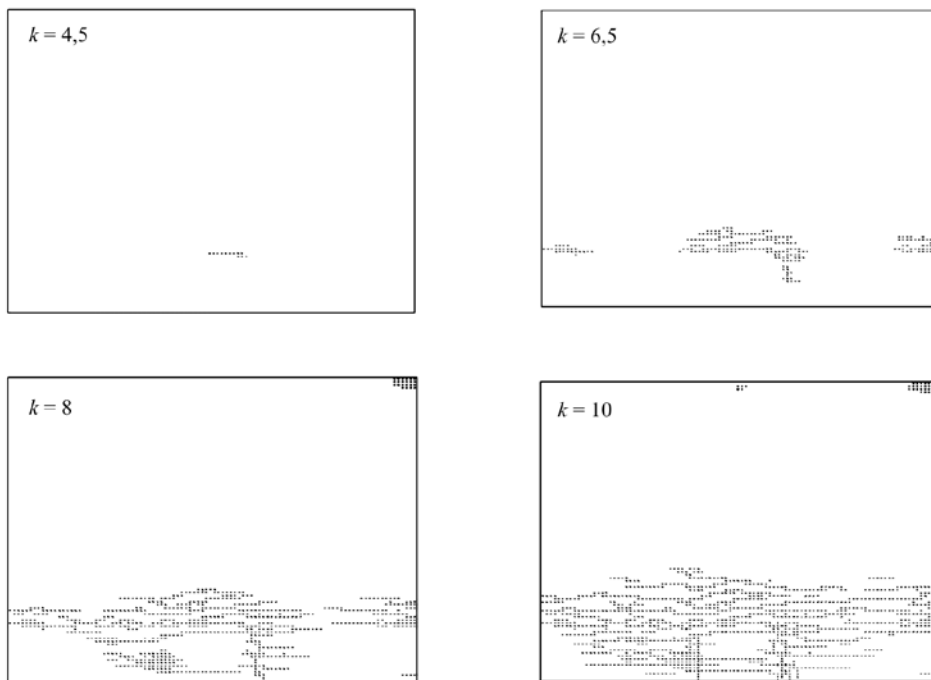 k = 4,5
k = 6,5
k = 8
k = 10